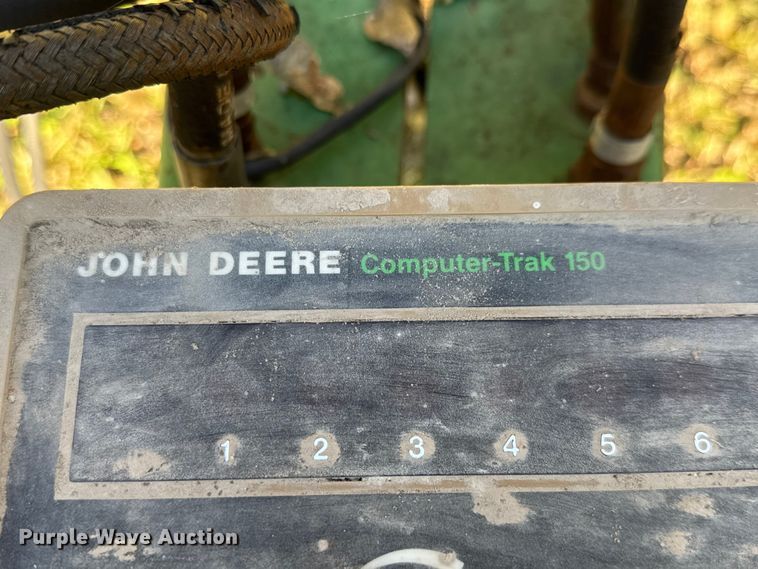 JOHN DEERE Computer-Trak 150
1 2 3 4 5 6
Purple-Wave Auction